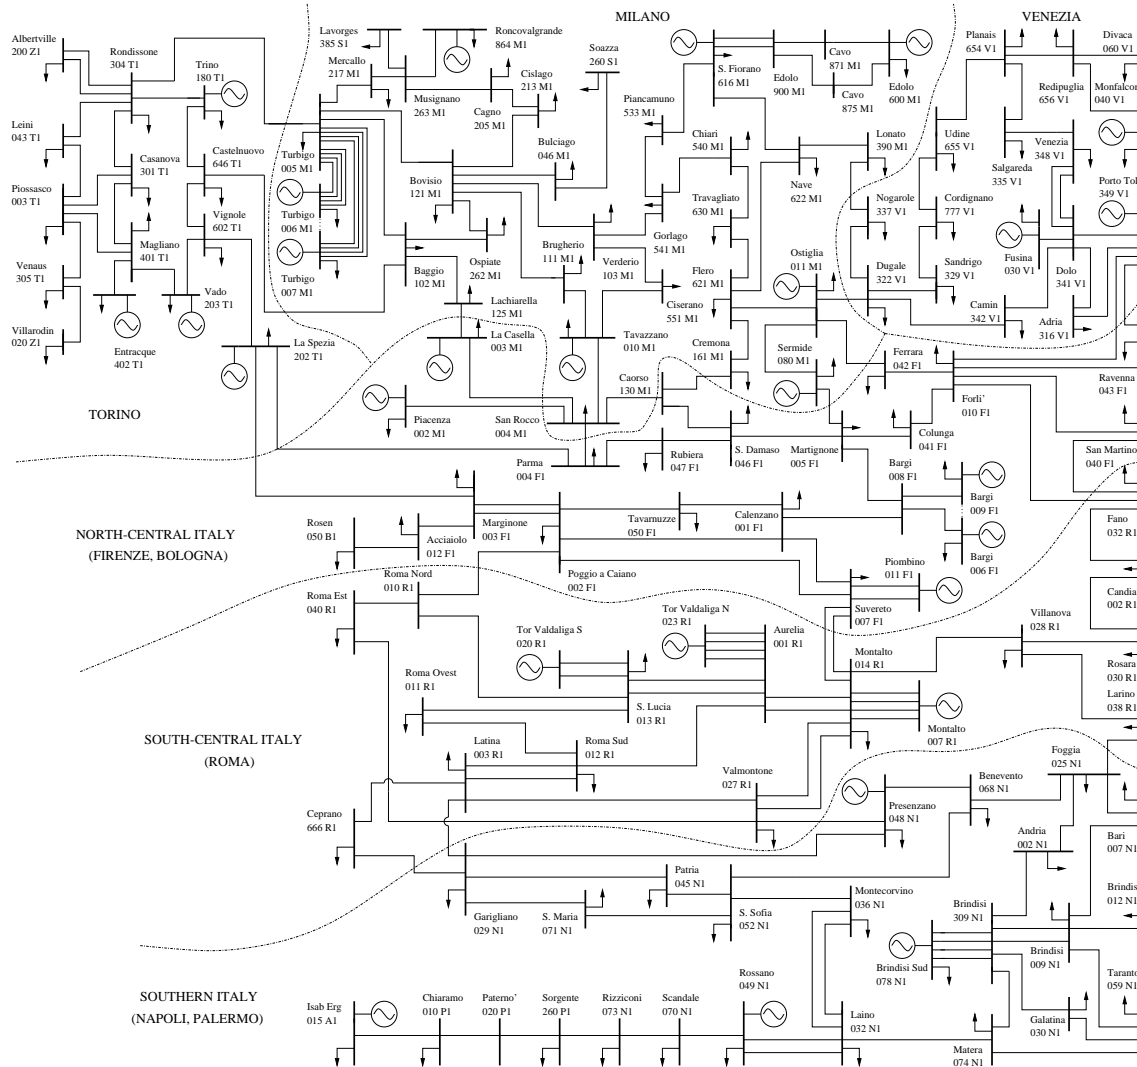 MILANO
VENEZIA
Albertville
200 Z1
Rondissone
304 T1
Trino
180 T1
Leini
043 T1
Casanova
301 T1
Castelnuovo
646 T1
Piossasco
003 T1
Vignole
602 T1
Magliano
401 T1
Venaus
305 T1
Vado
203 T1
Villarodin
020 Z1
Entracque
402 T1
La Spezia
202 T1
TORINO
Lavorges
385 S1
Roncovalgrande
864 M1
Mercallo
217 M1
Musignano
263 M1
Cislago
213 M1
Cagno
205 M1
Soazza
260 S1
Bulciago
046 M1
Turbigo
005 M1
Bovisio
121 M1
Turbigo
006 M1
Turbigo
007 M1
Baggio
102 M1
Ospiate
262 M1
Brugherio
111 M1
Verderio
103 M1
Lachiarella
125 M1
La Casella
003 M1
Tavazzano
010 M1
Piacenza
002 M1
San Rocco
004 M1
Parma
004 F1
S. Fiorano
616 M1
Edolo
900 M1
Cavo
871 M1
Cavo
875 M1
Edolo
600 M1
Piancamuno
533 M1
Chiari
540 M1
Travagliato
630 M1
Gorlago
541 M1
Nave
622 M1
Lonato
390 M1
Flero
621 M1
Ciserano
551 M1
Ostiglia
011 M1
Cremona
161 M1
Sermide
080 M1
Caorso
130 M1
Rubiera
047 F1
S. Damaso
046 F1
Martignone
005 F1
Ferrara
042 F1
Colunga
041 F1
Forli'
010 F1
Planais
654 V1
Divaca
060 V1
Redipuglia
656 V1
Monfalcon
040 V1
Udine
655 V1
Venezia
348 V1
Salgareda
335 V1
Porto Tol
349 V1
Nogarole
337 V1
Cordignano
777 V1
Fusina
030 V1
Dolo
341 V1
Dugale
322 V1
Sandrigo
329 V1
Camin
342 V1
Adria
316 V1
Ravenna
043 F1
San Martino
040 F1
NORTH-CENTRAL ITALY
(FIRENZE, BOLOGNA)
Rosen
050 B1
Acciaiolo
012 F1
Marginone
003 F1
Tavarnuzze
050 F1
Calenzano
001 F1
Bargi
008 F1
Bargi
009 F1
Bargi
006 F1
Fano
032 R1
Poggio a Caiano
002 F1
Piombino
011 F1
Suvereto
007 F1
Candia
002 R1
Roma Nord
010 R1
Roma Est
040 R1
Tor Valdaliga S
020 R1
Tor Valdaliga N
023 R1
Aurelia
001 R1
Villanova
028 R1
Montalto
014 R1
Rosara
030 R1
Larino
038 R1
Roma Ovest
011 R1
S. Lucia
013 R1
Montalto
007 R1
SOUTH-CENTRAL ITALY
(ROMA)
Latina
003 R1
Roma Sud
012 R1
Valmontone
027 R1
Foggia
025 N1
Benevento
068 N1
Presenzano
048 N1
Ceprano
666 R1
Andria
002 N1
Bari
007 N1
Patria
045 N1
Garigliano
029 N1
S. Maria
071 N1
S. Sofia
052 N1
Montecorvino
036 N1
Brindisi
309 N1
Brindis
012 N1
Brindisi
009 N1
Brindisi Sud
078 N1
SOUTHERN ITALY
(NAPOLI, PALERMO)
Isab Erg
015 A1
Chiaramo
010 P1
Paterno'
020 P1
Sorgente
260 P1
Rizziconi
073 N1
Scandale
070 N1
Rossano
049 N1
Laino
032 N1
Matera
074 N1
Galatina
030 N1
Taranto
059 N1